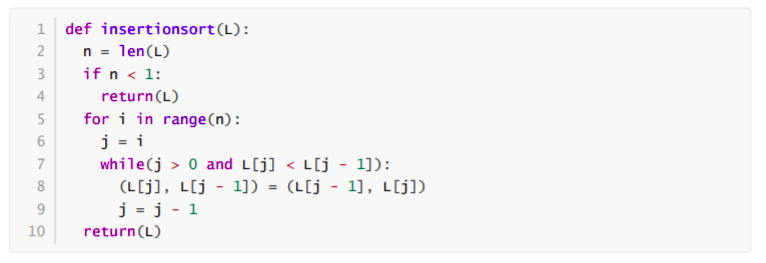 1 def insertionsort(L):
2   n = len(L)
3   if n < 1:
4     return(L)
5   for i in range(n):
6     j = i
7     while(j > 0 and L[j] < L[j - 1]):
8       (L[j], L[j - 1]) = (L[j - 1], L[j])
9       j = j - 1
10   return(L)